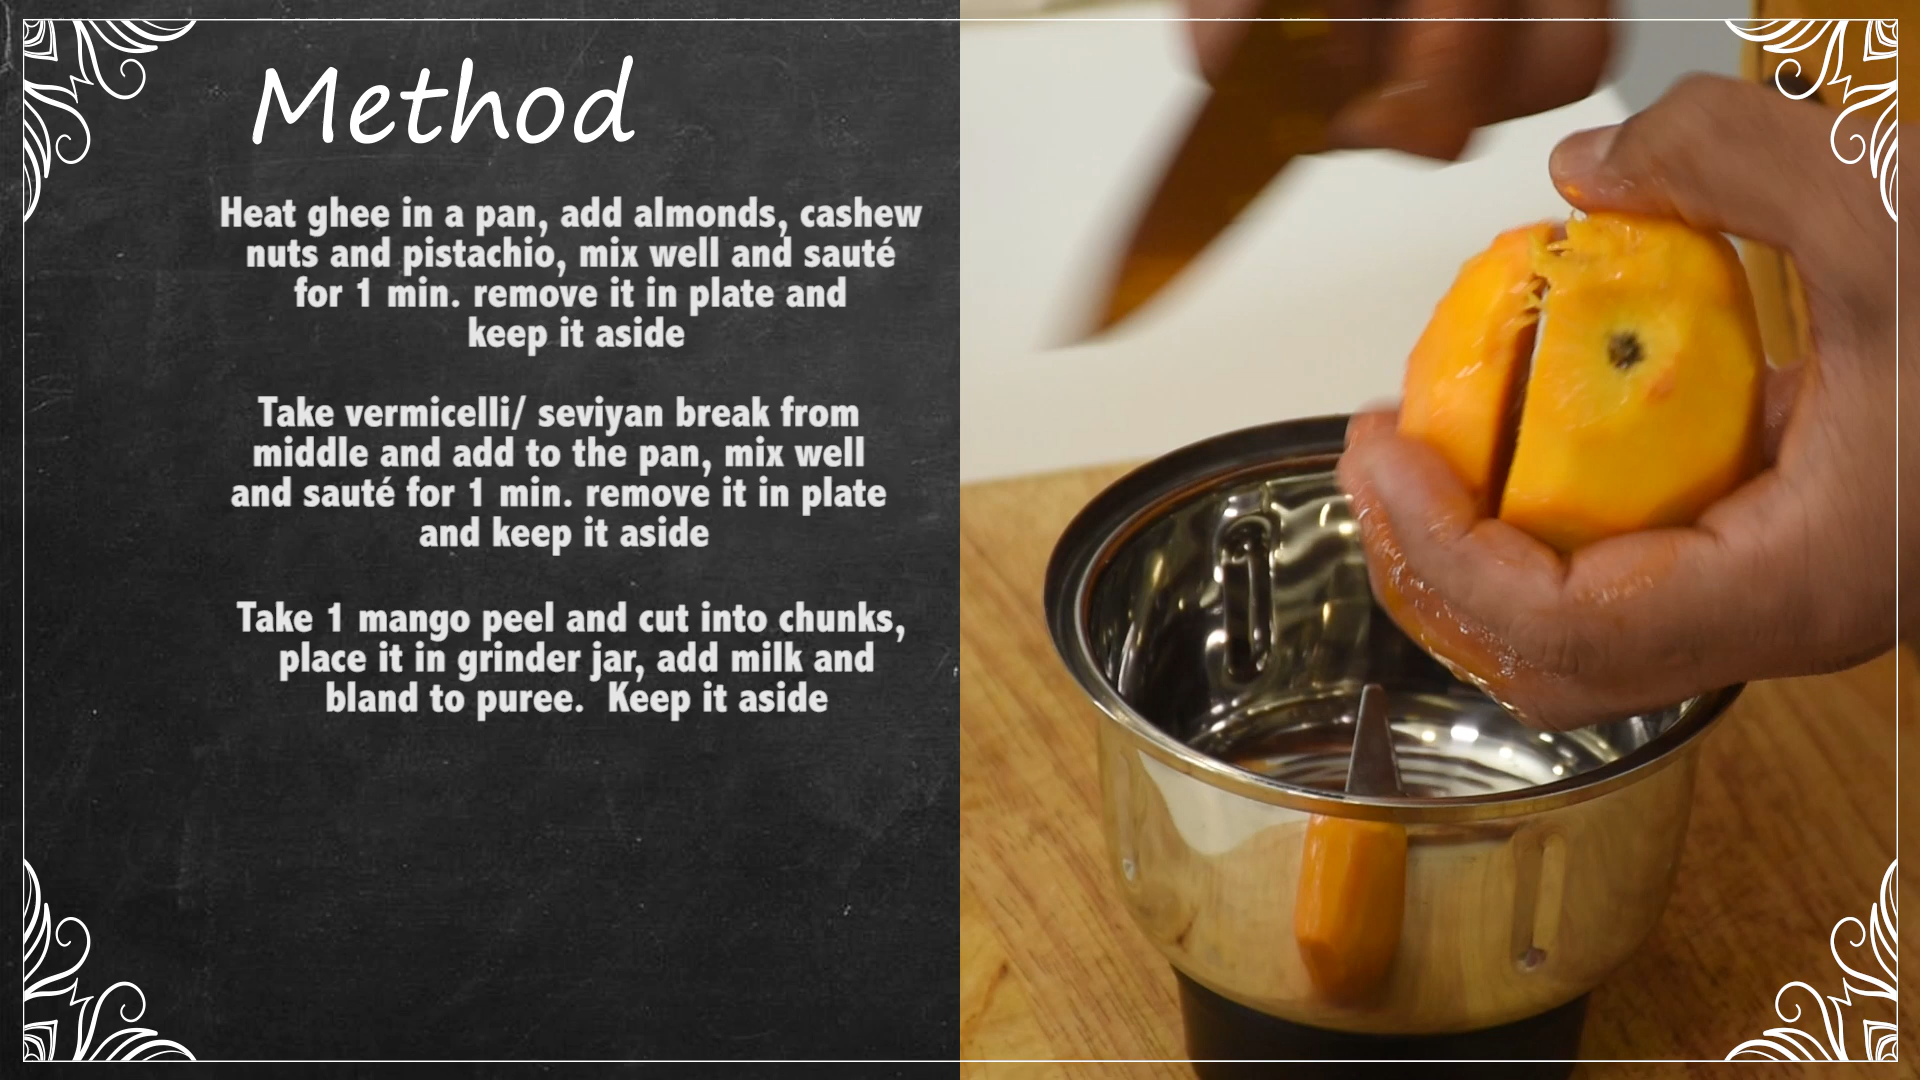 Method
Heat ghee in a pan, add almonds, cashew
nuts and pistachio, mix well and sauté
for 1 min. remove it in plate and
keep it aside
Take vermicelli/ seviyan break from
middle and add to the pan, mix well
and sauté for 1 min. remove it in plate
and keep it aside
Take 1 mango peel and cut into chunks,
place it in grinder jar, add milk and
bland to puree.  Keep it aside